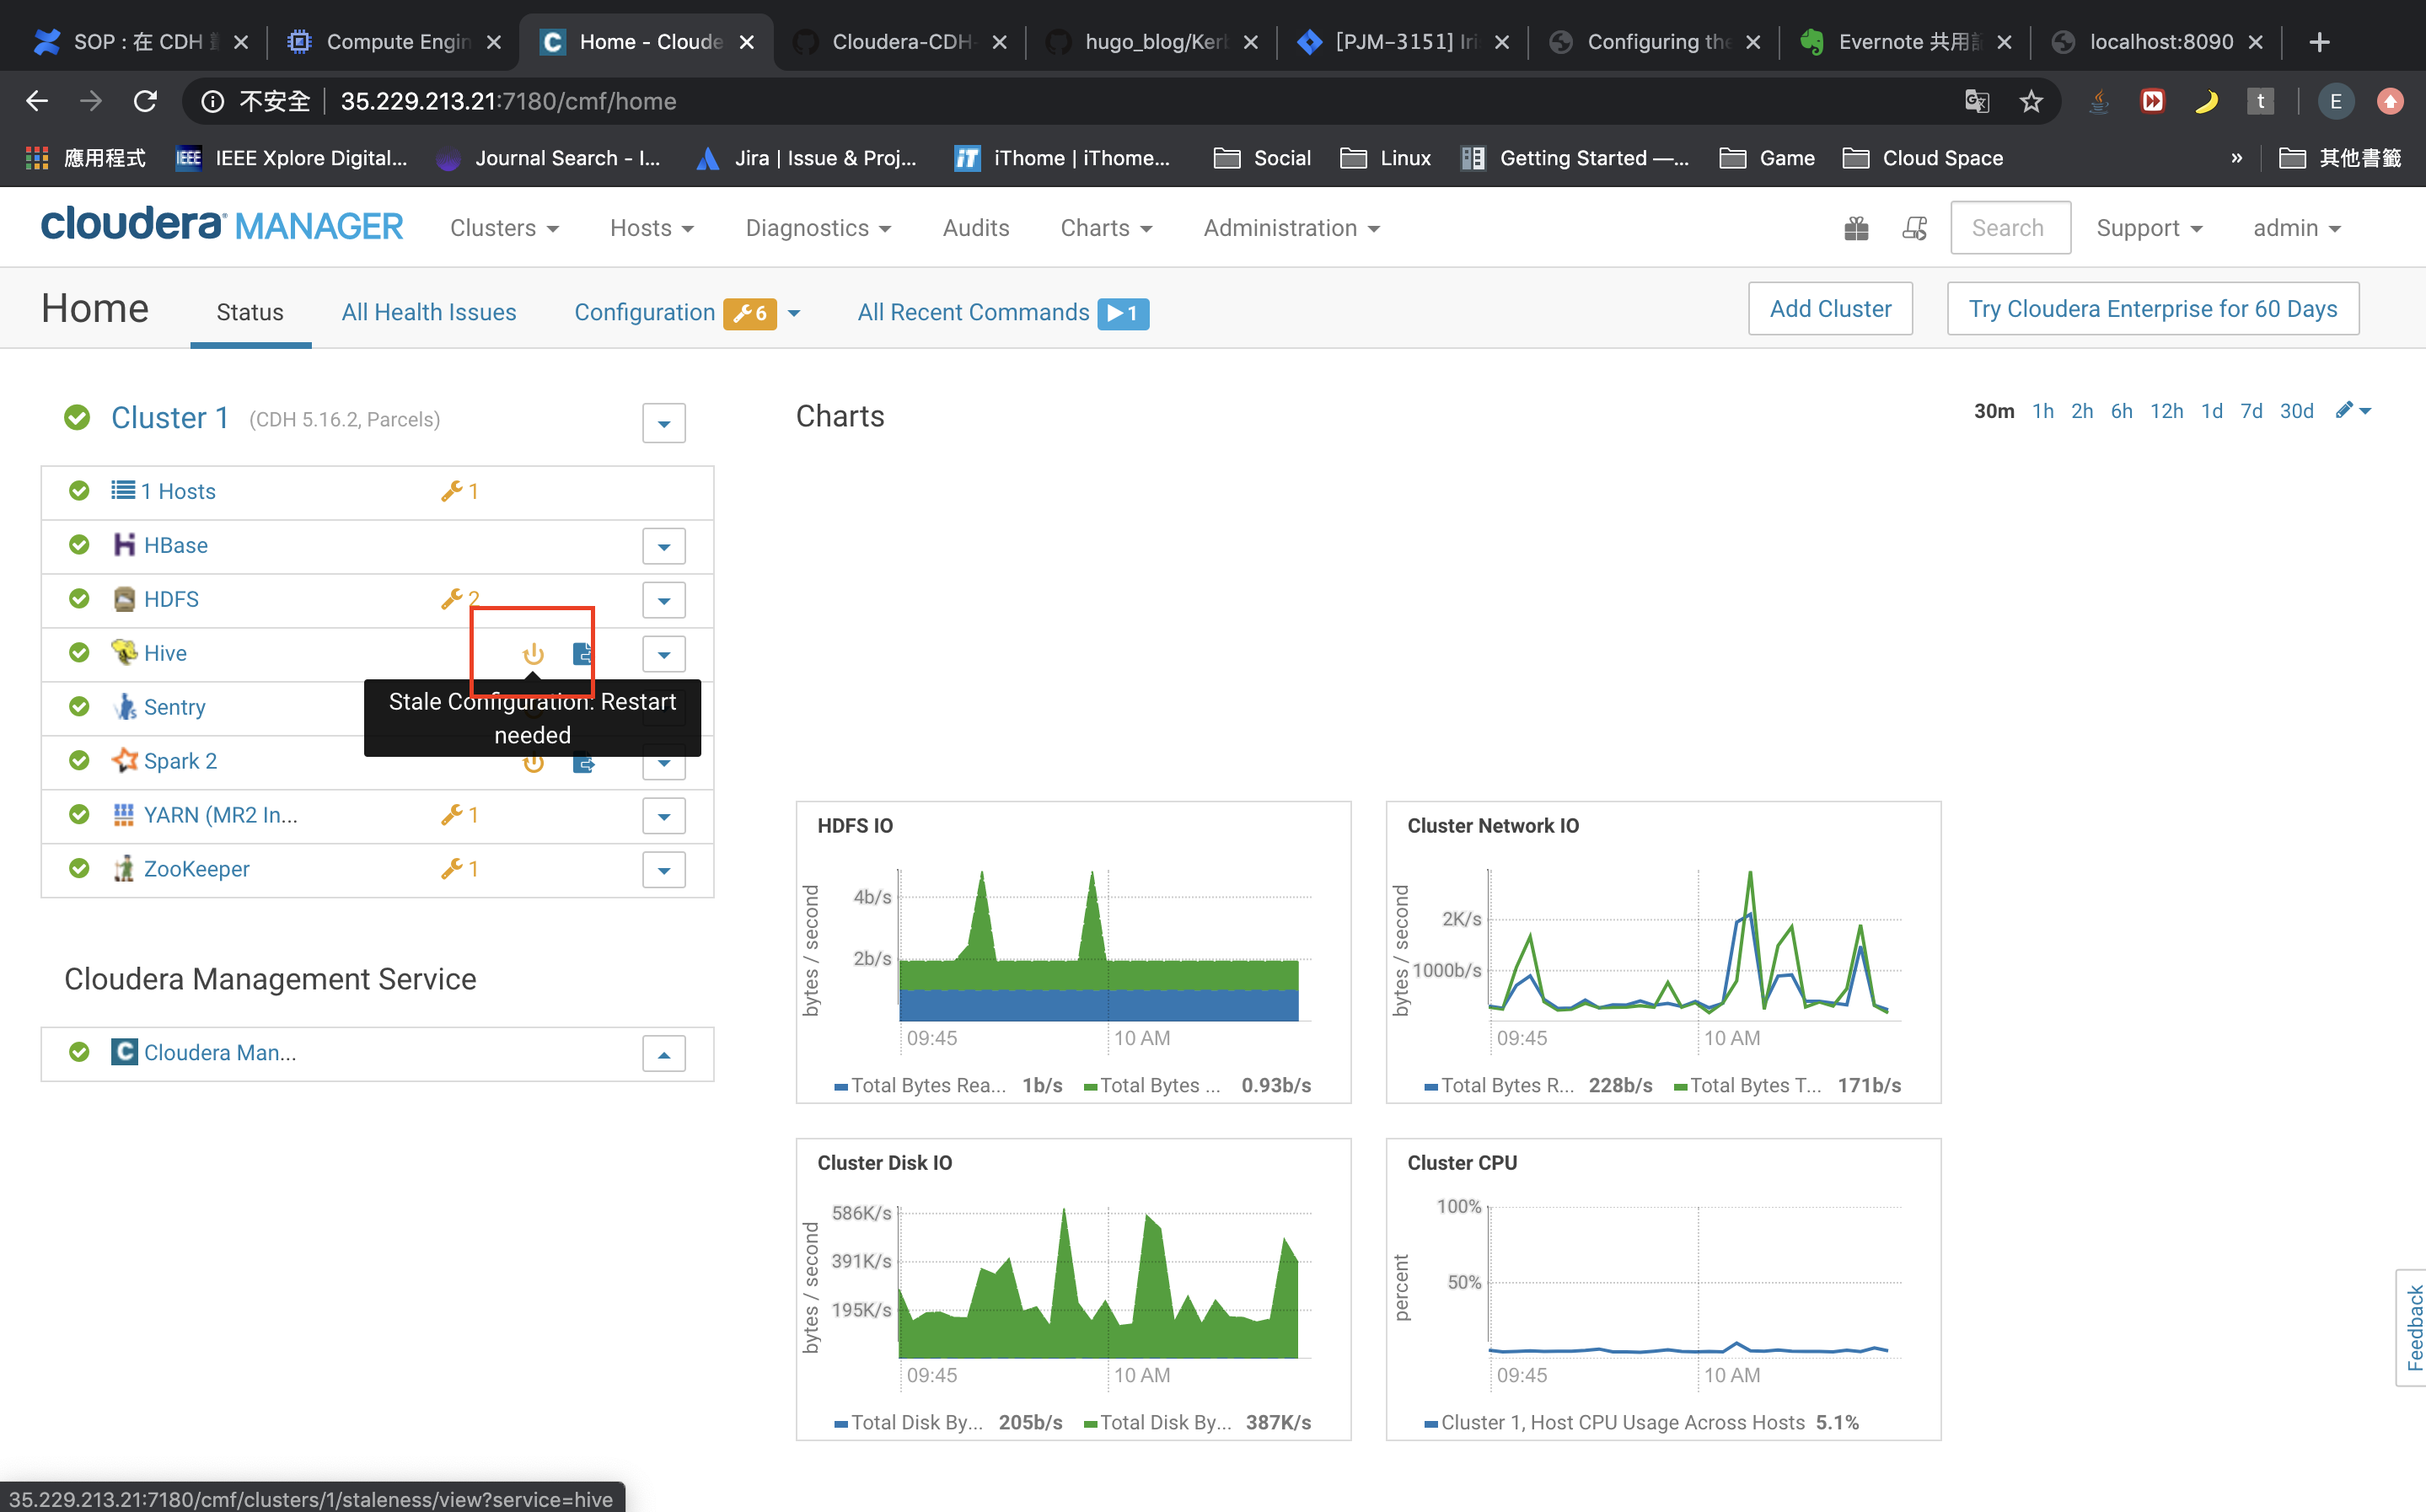 SOP : 在 CDH
Compute Engin
Home - Cloude
Cloudera-CDH-
hugo_blog/Ker
[PJM-3151] Iri
Configuring the
Evernote 共用
localhost:8090
不安全
35.229.213.21:7180/cmf/home
t
E
應用程式
IEEE Xplore Digital...
Journal Search - I...
Jira | Issue & Proj...
iT
iThome | iThome...
Social
Linux
Getting Started —...
Game
Cloud Space
»
其他書籤
cloudera MANAGER
Clusters
Hosts
Diagnostics
Audits
Charts
Administration
Search
Support
admin
Home
Status
All Health Issues
Configuration 6
All Recent Commands 1
Add Cluster
Try Cloudera Enterprise for 60 Days
Cluster 1 (CDH 5.16.2, Parcels)
1 Hosts 1
HBase
HDFS 2
Hive
Stale Configuration: Restart
needed
Sentry
Spark 2
YARN (MR2 In... 1
ZooKeeper 1
Cloudera Management Service
C Cloudera Man...
Charts
30m 1h 2h 6h 12h 1d 7d 30d
HDFS IO
bytes / second
4b/s
2b/s
09:45
10 AM
Total Bytes Rea... 1b/s Total Bytes ... 0.93b/s
Cluster Network IO
bytes / second
2K/s
1000b/s
09:45
10 AM
Total Bytes R... 228b/s Total Bytes T... 171b/s
Cluster Disk IO
bytes / second
586K/s
391K/s
195K/s
09:45
10 AM
Total Disk By... 205b/s Total Disk By... 387K/s
Cluster CPU
percent
100%
50%
09:45
10 AM
Cluster 1, Host CPU Usage Across Hosts 5.1%
Feedback
35.229.213.21:7180/cmf/clusters/1/staleness/view?service=hive